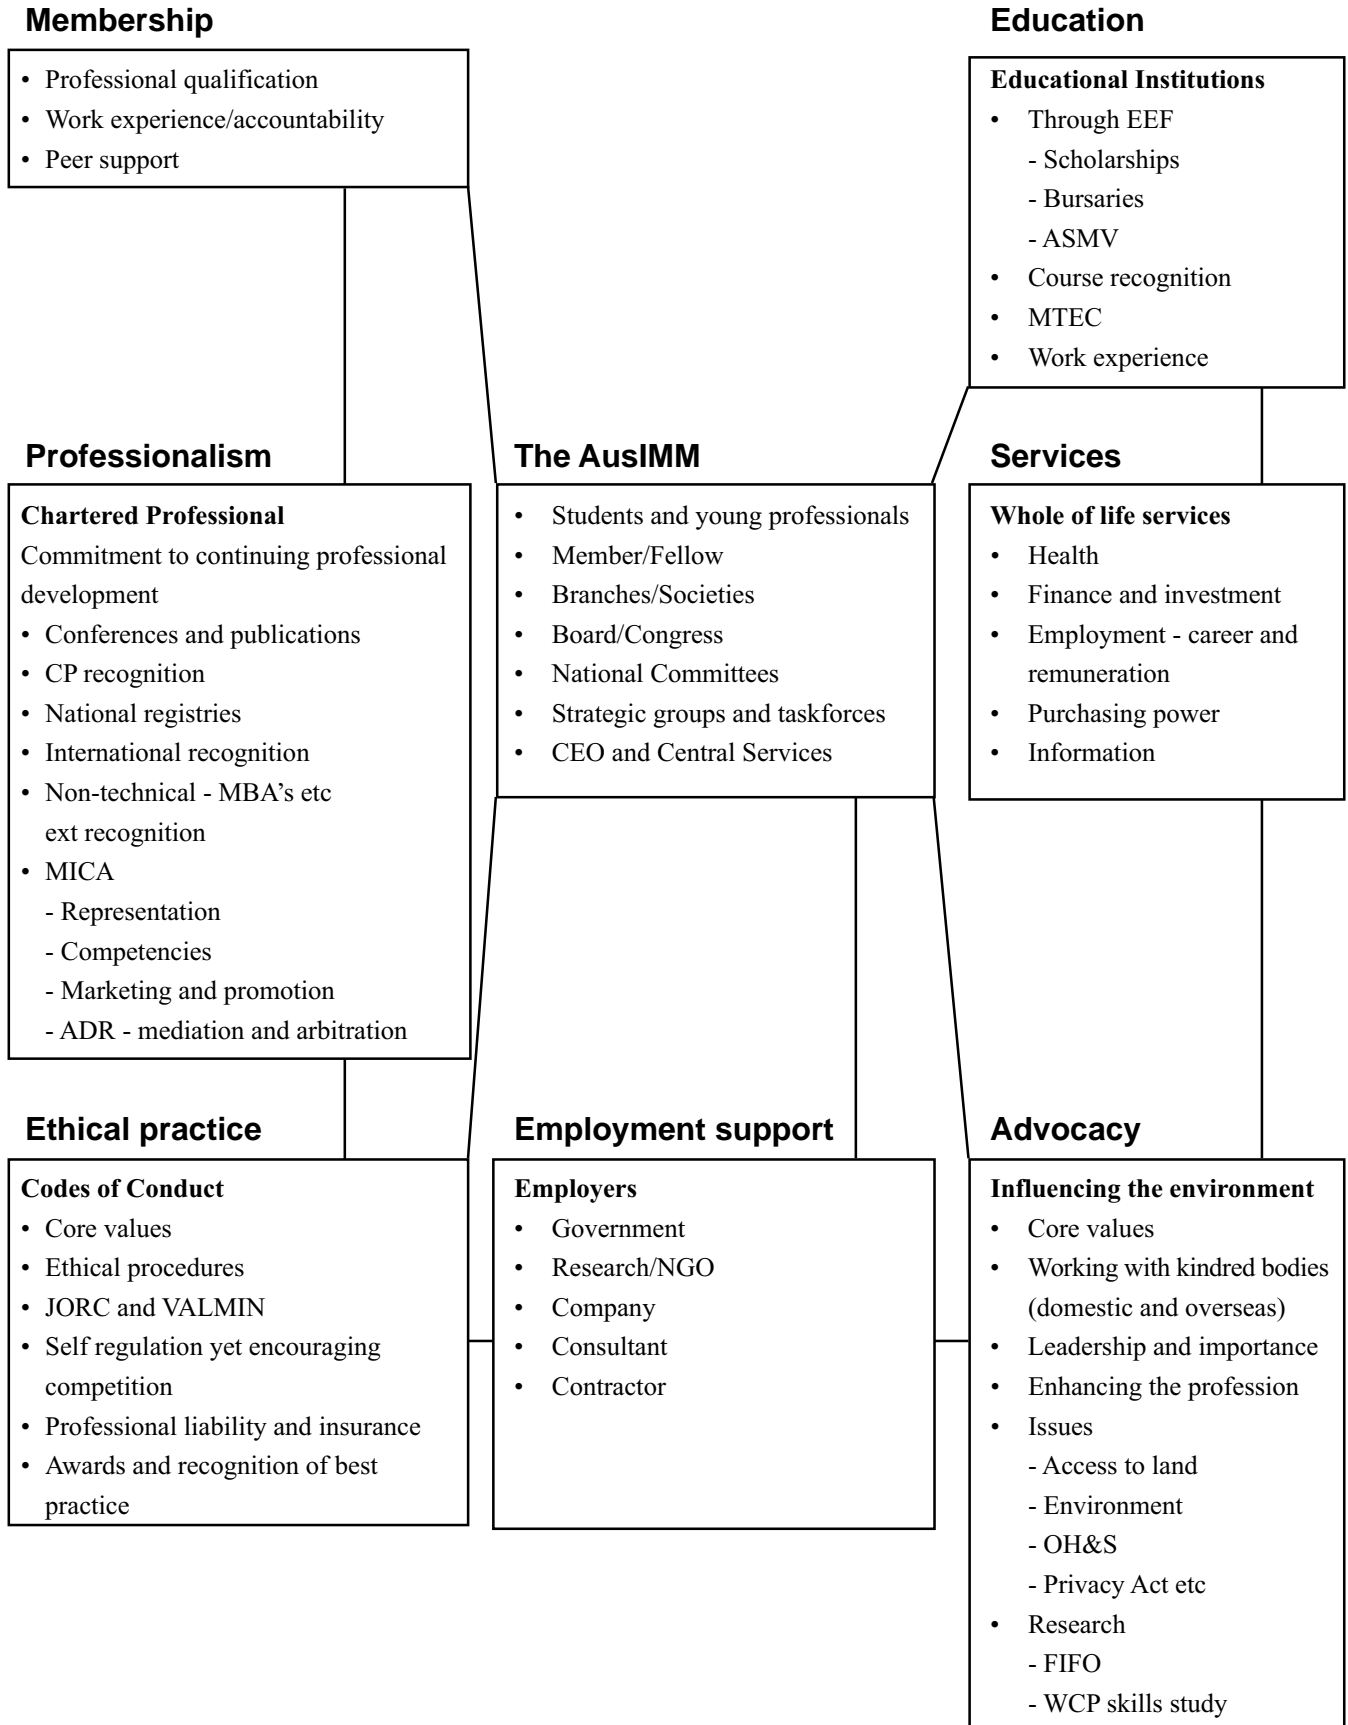 Membership
• Professional qualification
• Work experience/accountability
• Peer support
Education
Educational Institutions
• Through EEF
- Scholarships
- Bursaries
- ASMV
• Course recognition
• MTEC
• Work experience
Professionalism
Chartered Professional
Commitment to continuing professional
development
• Conferences and publications
• CP recognition
• National registries
• International recognition
• Non-technical - MBA's etc
ext recognition
• MICA
- Representation
- Competencies
- Marketing and promotion
- ADR - mediation and arbitration
The AusIMM
• Students and young professionals
• Member/Fellow
• Branches/Societies
• Board/Congress
• National Committees
• Strategic groups and taskforces
• CEO and Central Services
Services
Whole of life services
• Health
• Finance and investment
• Employment - career and
remuneration
• Purchasing power
• Information
Ethical practice
Codes of Conduct
• Core values
• Ethical procedures
• JORC and VALMIN
• Self regulation yet encouraging
competition
• Professional liability and insurance
• Awards and recognition of best
practice
Employment support
Employers
• Government
• Research/NGO
• Company
• Consultant
• Contractor
Advocacy
Influencing the environment
• Core values
• Working with kindred bodies
(domestic and overseas)
• Leadership and importance
• Enhancing the profession
• Issues
- Access to land
- Environment
- OH&S
- Privacy Act etc
• Research
- FIFO
- WCP skills study